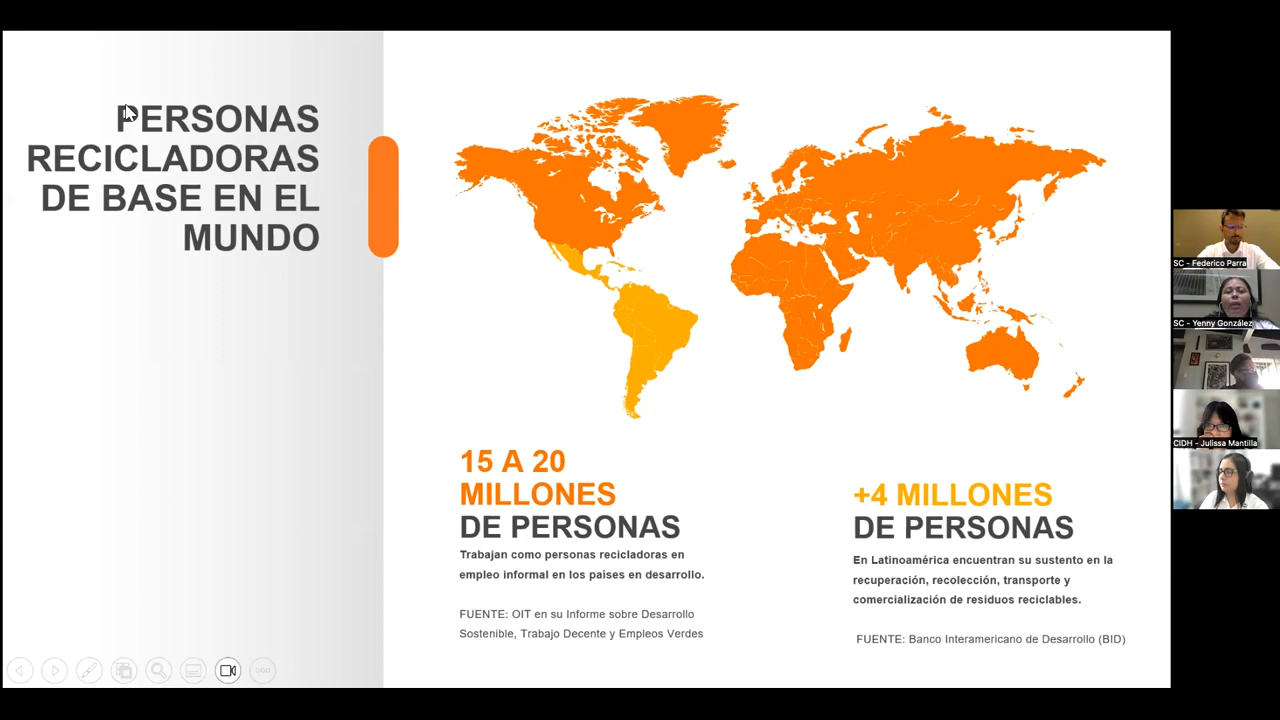 PERSONAS
RECICLADORAS
DE BASE EN EL
MUNDO
15 A 20
MILLONES
DE PERSONAS
Trabajan como personas recicladoras en
empleo informal en los países en desarrollo.
FUENTE: OIT en su Informe sobre Desarrollo
Sostenible, Trabajo Decente y Empleos Verdes
+4 MILLONES
DE PERSONAS
En Latinoamérica encuentran su sustento en la
recuperación, recolección, transporte y
comercialización de residuos reciclables.
FUENTE: Banco Interamericano de Desarrollo (BID)
SC - Federico Parra
SC - Yenny González
CIDH - Julissa Mantilla